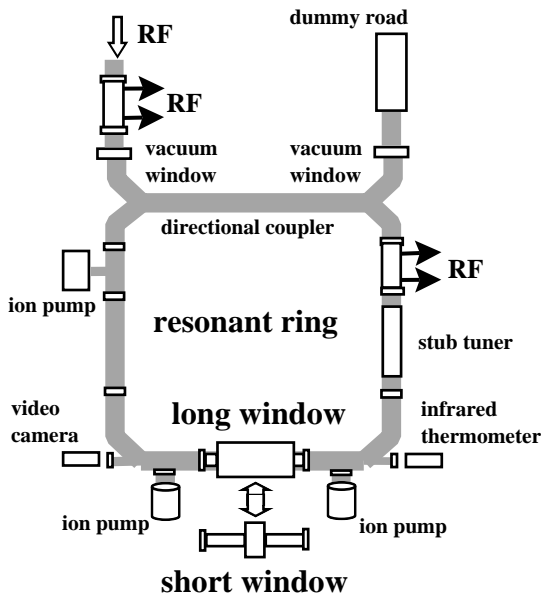 dummy road
RF
RF
vacuum
window
vacuum
window
directional coupler
RF
ion pump
resonant ring
stub tuner
video
camera
long window
infrared
thermometer
ion pump
ion pump
short window